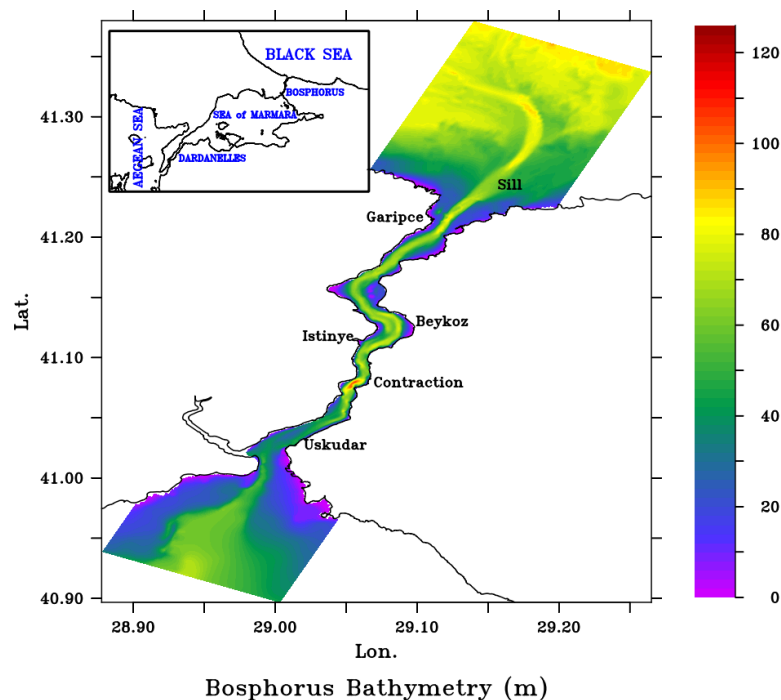 BLACK SEA
BOSPHORUS
SEA of MARMARA
AEGEAN SEA
DARDANELLES
120
100
80
60
40
20
0
41.30
41.20
41.10
41.00
40.90
Lat.
Sill
Garipce
Beykoz
Istinye
Contraction
Uskudar
28.90 29.00 29.10 29.20
Lon.
Bosphorus Bathymetry (m)